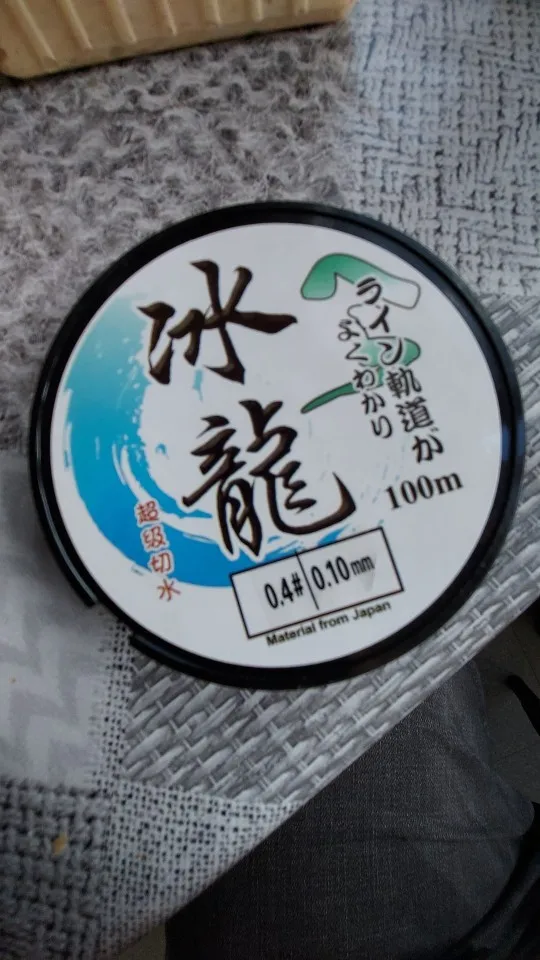 冰龍
ライン軌道が
よくわかり
100m
超级切水
0.4# 0.10mm
Material from Japan